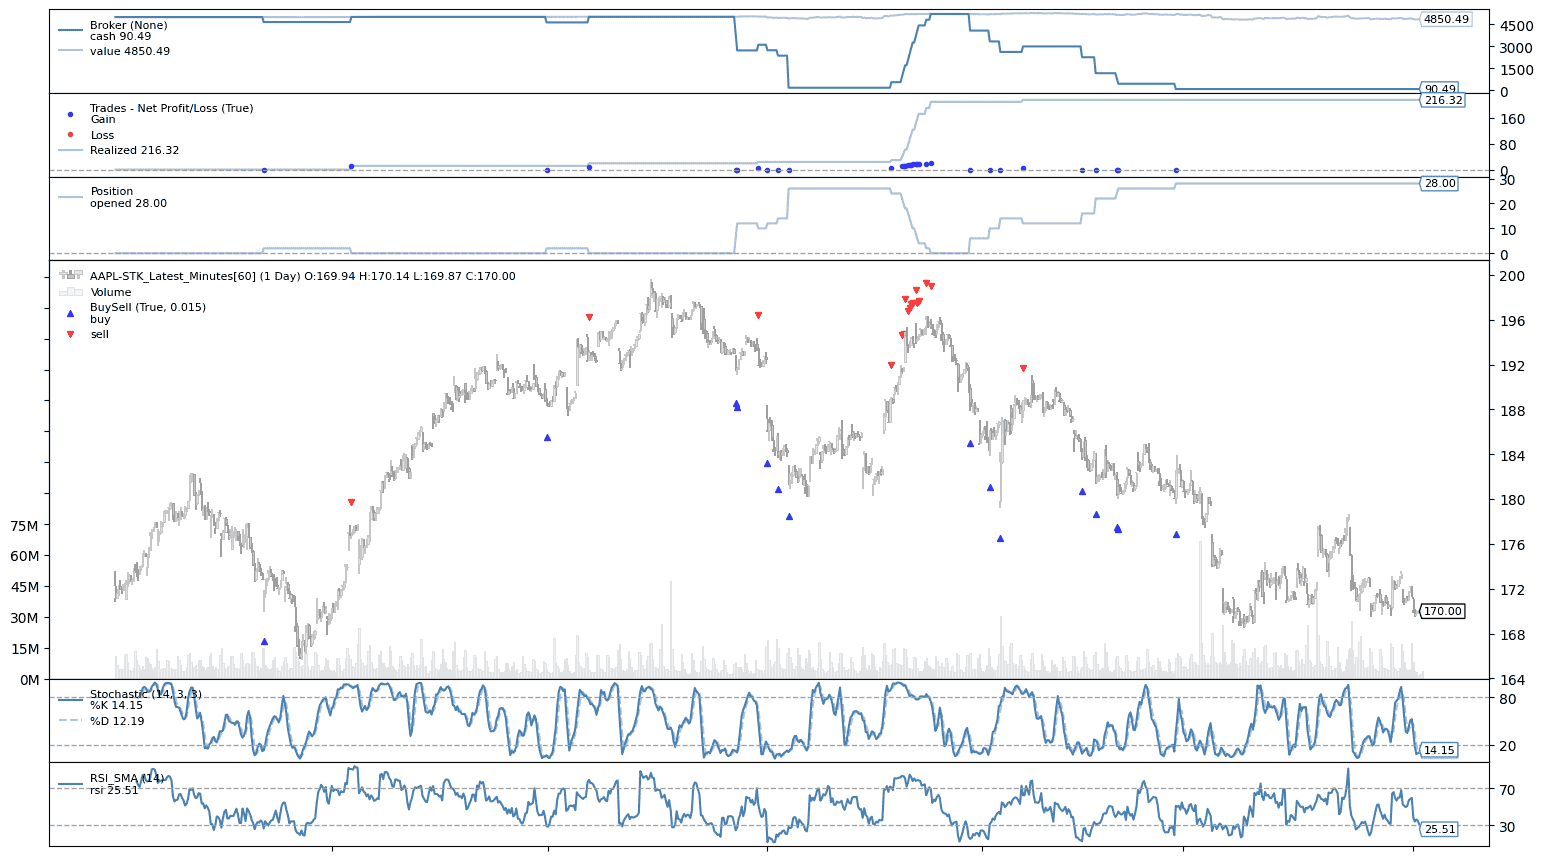 Broker (None)
cash 90.49
value 4850.49
4850.49
4500
3000
1500
0
90.49
Trades - Net Profit/Loss (True)
Gain
Loss
Realized 216.32
216.32
160
80
0
Position
opened 28.00
30
28.00
20
10
0
AAPL-STK_Latest_Minutes[60] (1 Day) O:169.94 H:170.14 L:169.87 C:170.00
Volume
BuySell (True, 0.015)
buy
sell
200
196
192
188
184
180
176
172
170.00
168
164
75M
60M
45M
30M
15M
0M
Stochastic (14, 3, 3)
%K 14.15
%D 12.19
80
20
14.15
RSI_SMA (14)
rsi 25.51
70
30
25.51